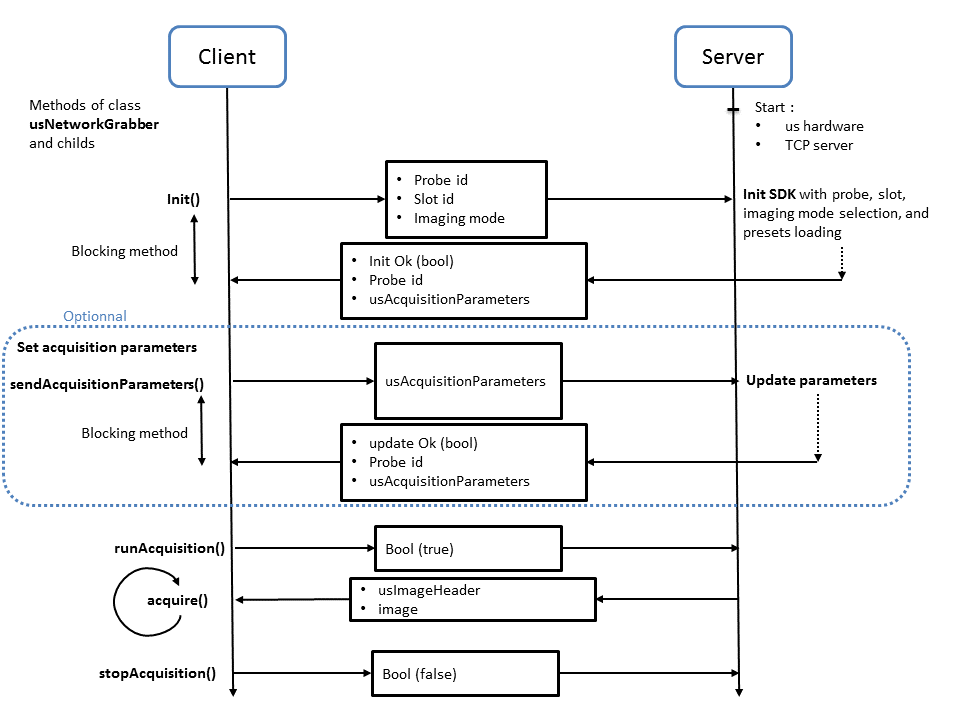 Client
Server
Methods of class
usNetworkGrabber
and childs
Start :
• us hardware
• TCP server
Init()
• Probe id
• Slot id
• Imaging mode
Init SDK with probe, slot,
imaging mode selection, and
presets loading
Blocking method
• Init Ok (bool)
• Probe id
• usAcquisitionParameters
Optionnal
Set acquisition parameters
sendAcquisitionParameters()
usAcquisitionParameters
Update parameters
Blocking method
• update Ok (bool)
• Probe id
• usAcquisitionParameters
runAcquisition()
Bool (true)
acquire()
• usImageHeader
• image
stopAcquisition()
Bool (false)